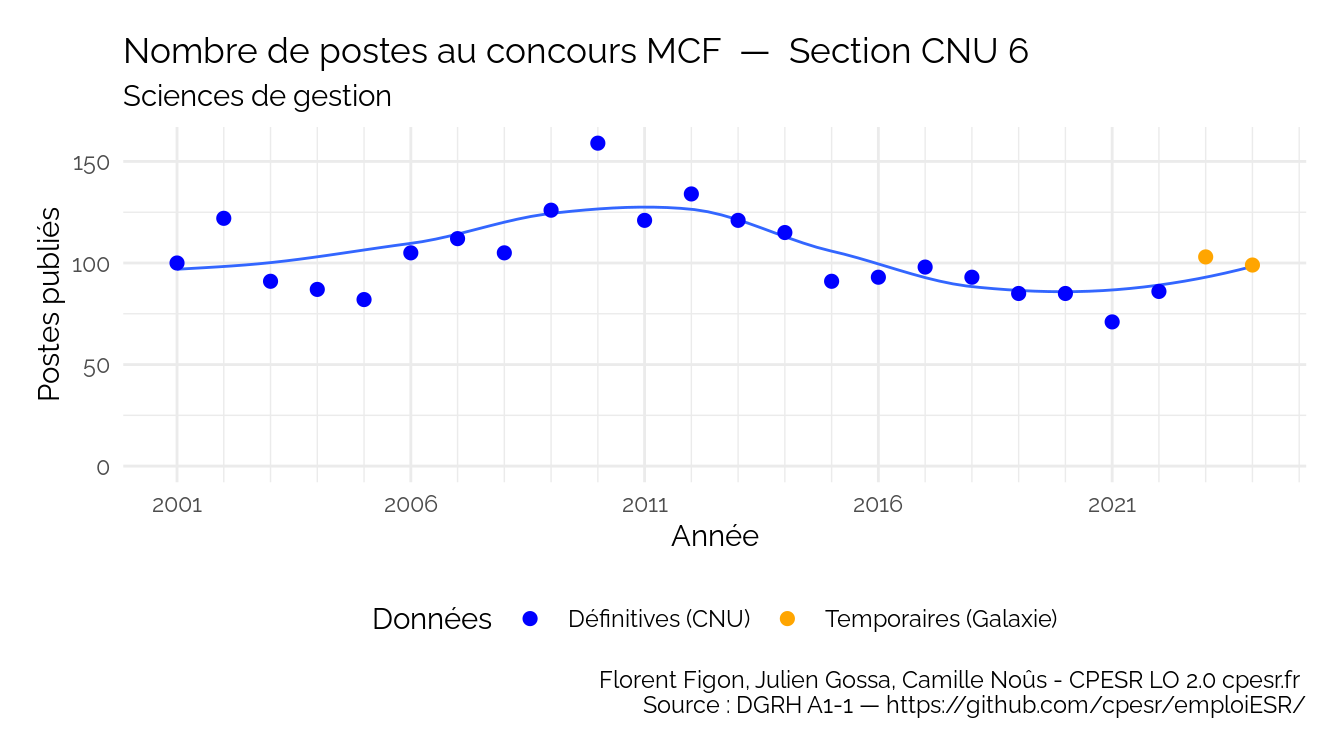 Nombre de postes au concours MCF — Section CNU 6
Sciences de gestion
Postes publiés
150
100
50
0
2001 2006 2011 2016 2021
Année
Données Définitives (CNU) Temporaires (Galaxie)
Florent Figon, Julien Gossa, Camille Noûs - CPESR LO 2.0 cpesr.fr
Source : DGRH A1-1 — https://github.com/cpesr/emploiESR/